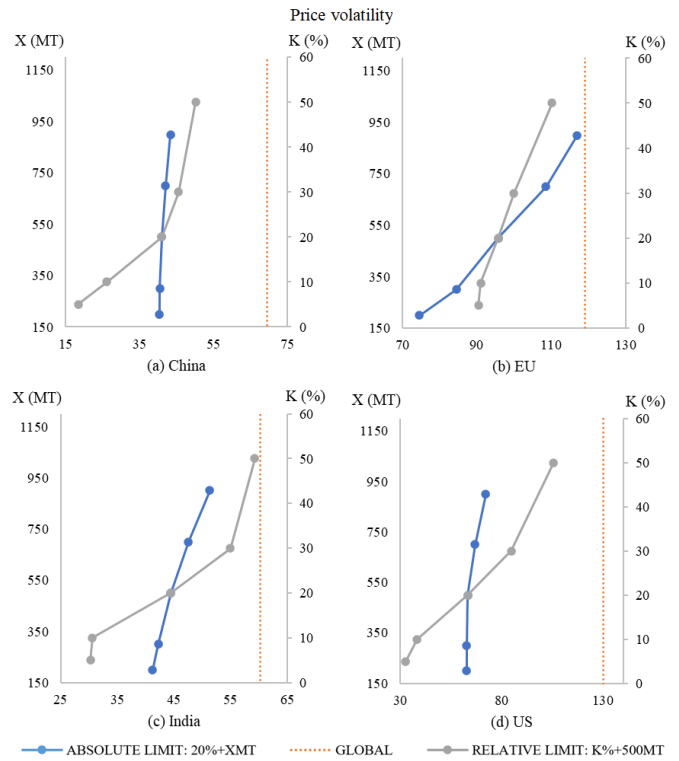 Price volatility
X (MT) K (%)
1150 950 750 550 350 150
60 50 40 30 20 10 0
15 35 55 75
(a) China
X (MT) K (%)
1150 950 750 550 350 150
60 50 40 30 20 10 0
70 90 110 130
(b) EU
X (MT) K (%)
1150 950 750 550 350 150
60 50 40 30 20 10 0
25 35 45 55 65
(c) India
X (MT) K (%)
1150 950 750 550 350 150
60 50 40 30 20 10 0
30 80 130
(d) US
ABSOLUTE LIMIT: 20%+XMT GLOBAL RELATIVE LIMIT: K%+500MT